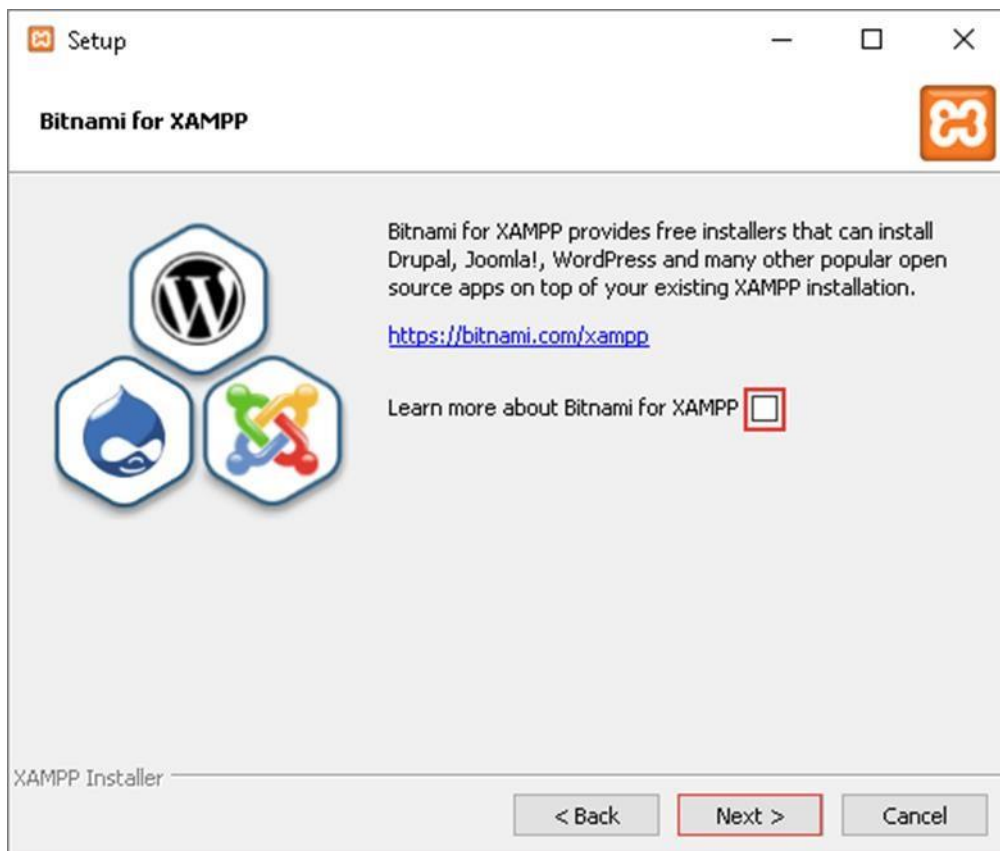 Setup
Bitnami for XAMPP
Bitnami for XAMPP provides free installers that can install
Drupal, Joomla!, WordPress and many other popular open
source apps on top of your existing XAMPP installation.
https://bitnami.com/xampp
Learn more about Bitnami for XAMPP
XAMPP Installer
< Back
Next >
Cancel